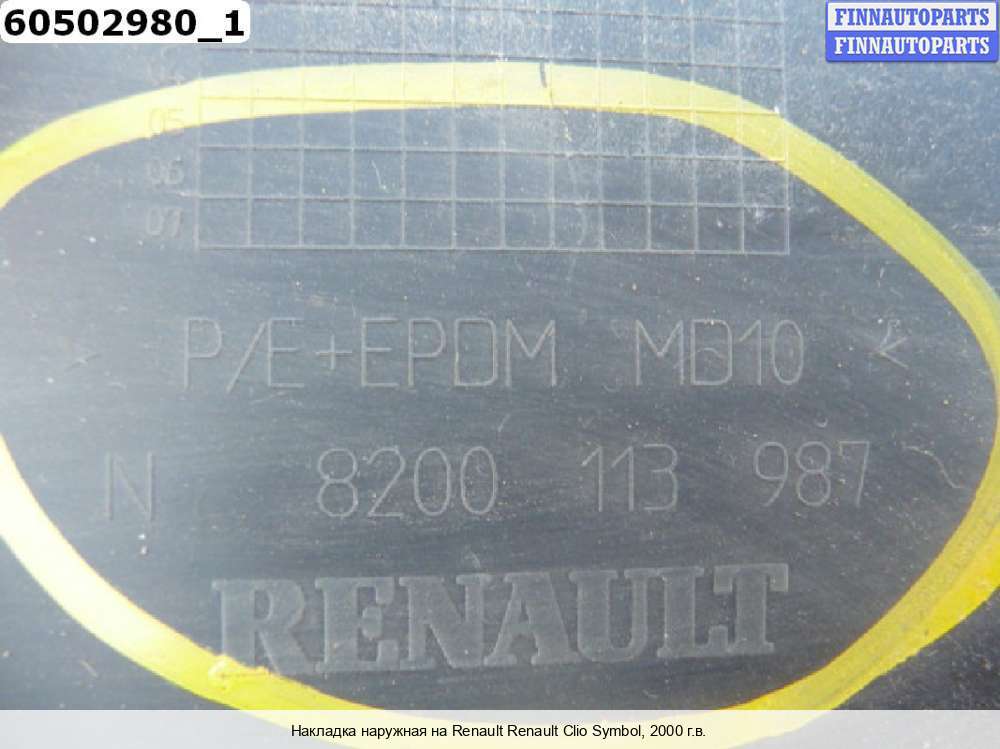 60502980_1
FINNAUTOPARTS
FINNAUTOPARTS
05
06
07
P/E+EPDM MD10 <
N 8200 113 987
RENAULT
Накладка наружная на Renault Renault Clio Symbol, 2000 г.в.